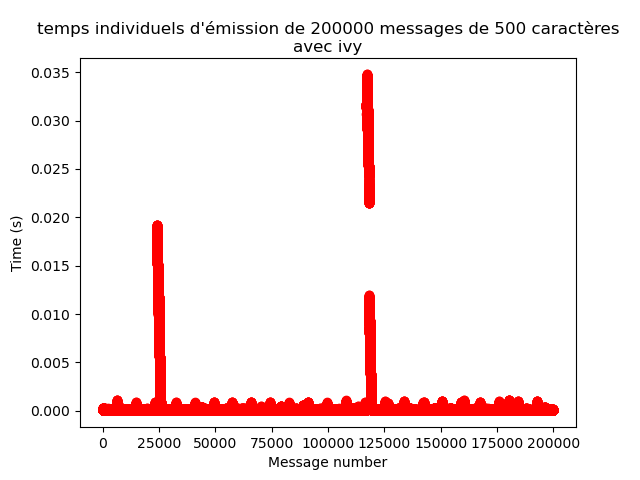 temps individuels d'émission de 200000 messages de 500 caractères
avec ivy
0.035
0.030
0.025
0.020
0.015
0.010
0.005
0.000
Time (s)
0 25000 50000 75000 100000 125000 150000 175000 200000
Message number